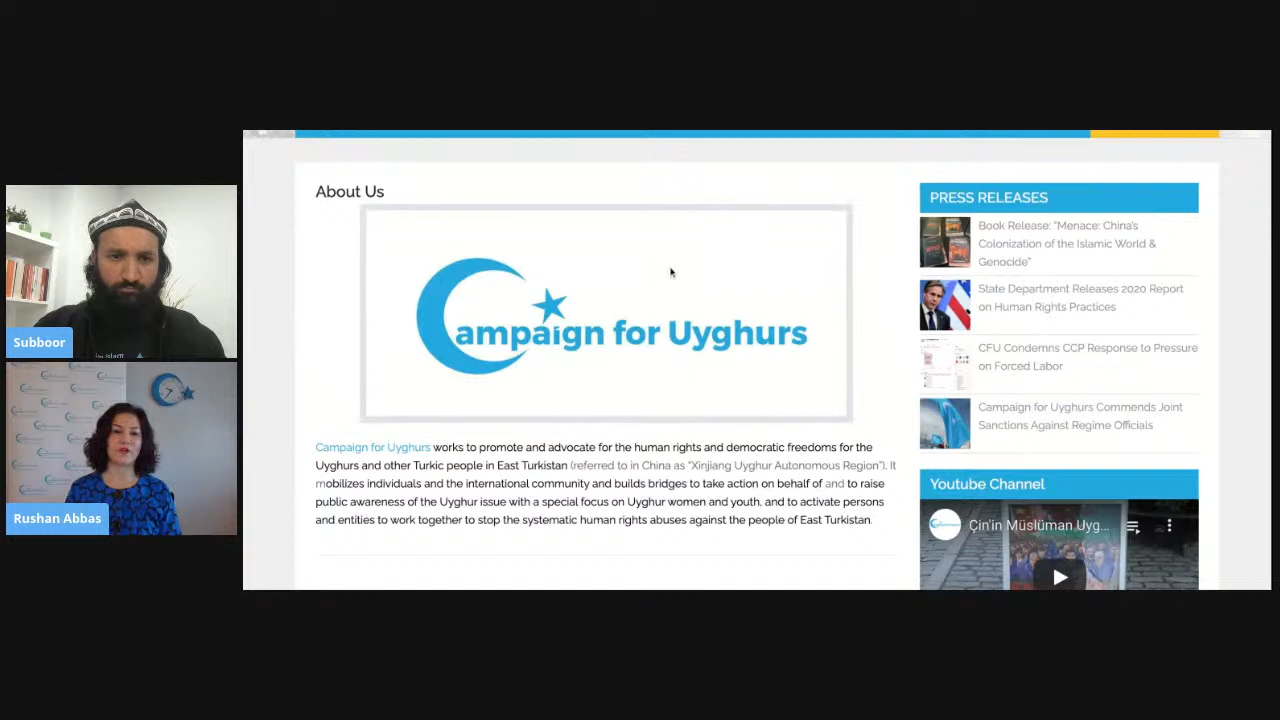 Subboor
Rushan Abbas
About Us
Campaign for Uyghurs
Campaign for Uyghurs works to promote and advocate for the human rights and democratic freedoms for the
Uyghurs and other Turkic people in East Turkistan (referred to in China as "Xinjiang Uyghur Autonomous Region"). It
mobilizes individuals and the international community and builds bridges to take action on behalf of and to raise
public awareness of the Uyghur issue with a special focus on Uyghur women and youth, and to activate persons
and entities to work together to stop the systematic human rights abuses against the people of East Turkistan.
PRESS RELEASES
Book Release: "Menace: China's
Colonization of the Islamic World &
Genocide"
State Department Releases 2020 Report
on Human Rights Practices
CFU Condemns CCP Response to Pressure
on Forced Labor
Campaign for Uyghurs Commends Joint
Sanctions Against Regime Officials
Youtube Channel
Çin'in Müslüman Uyg...